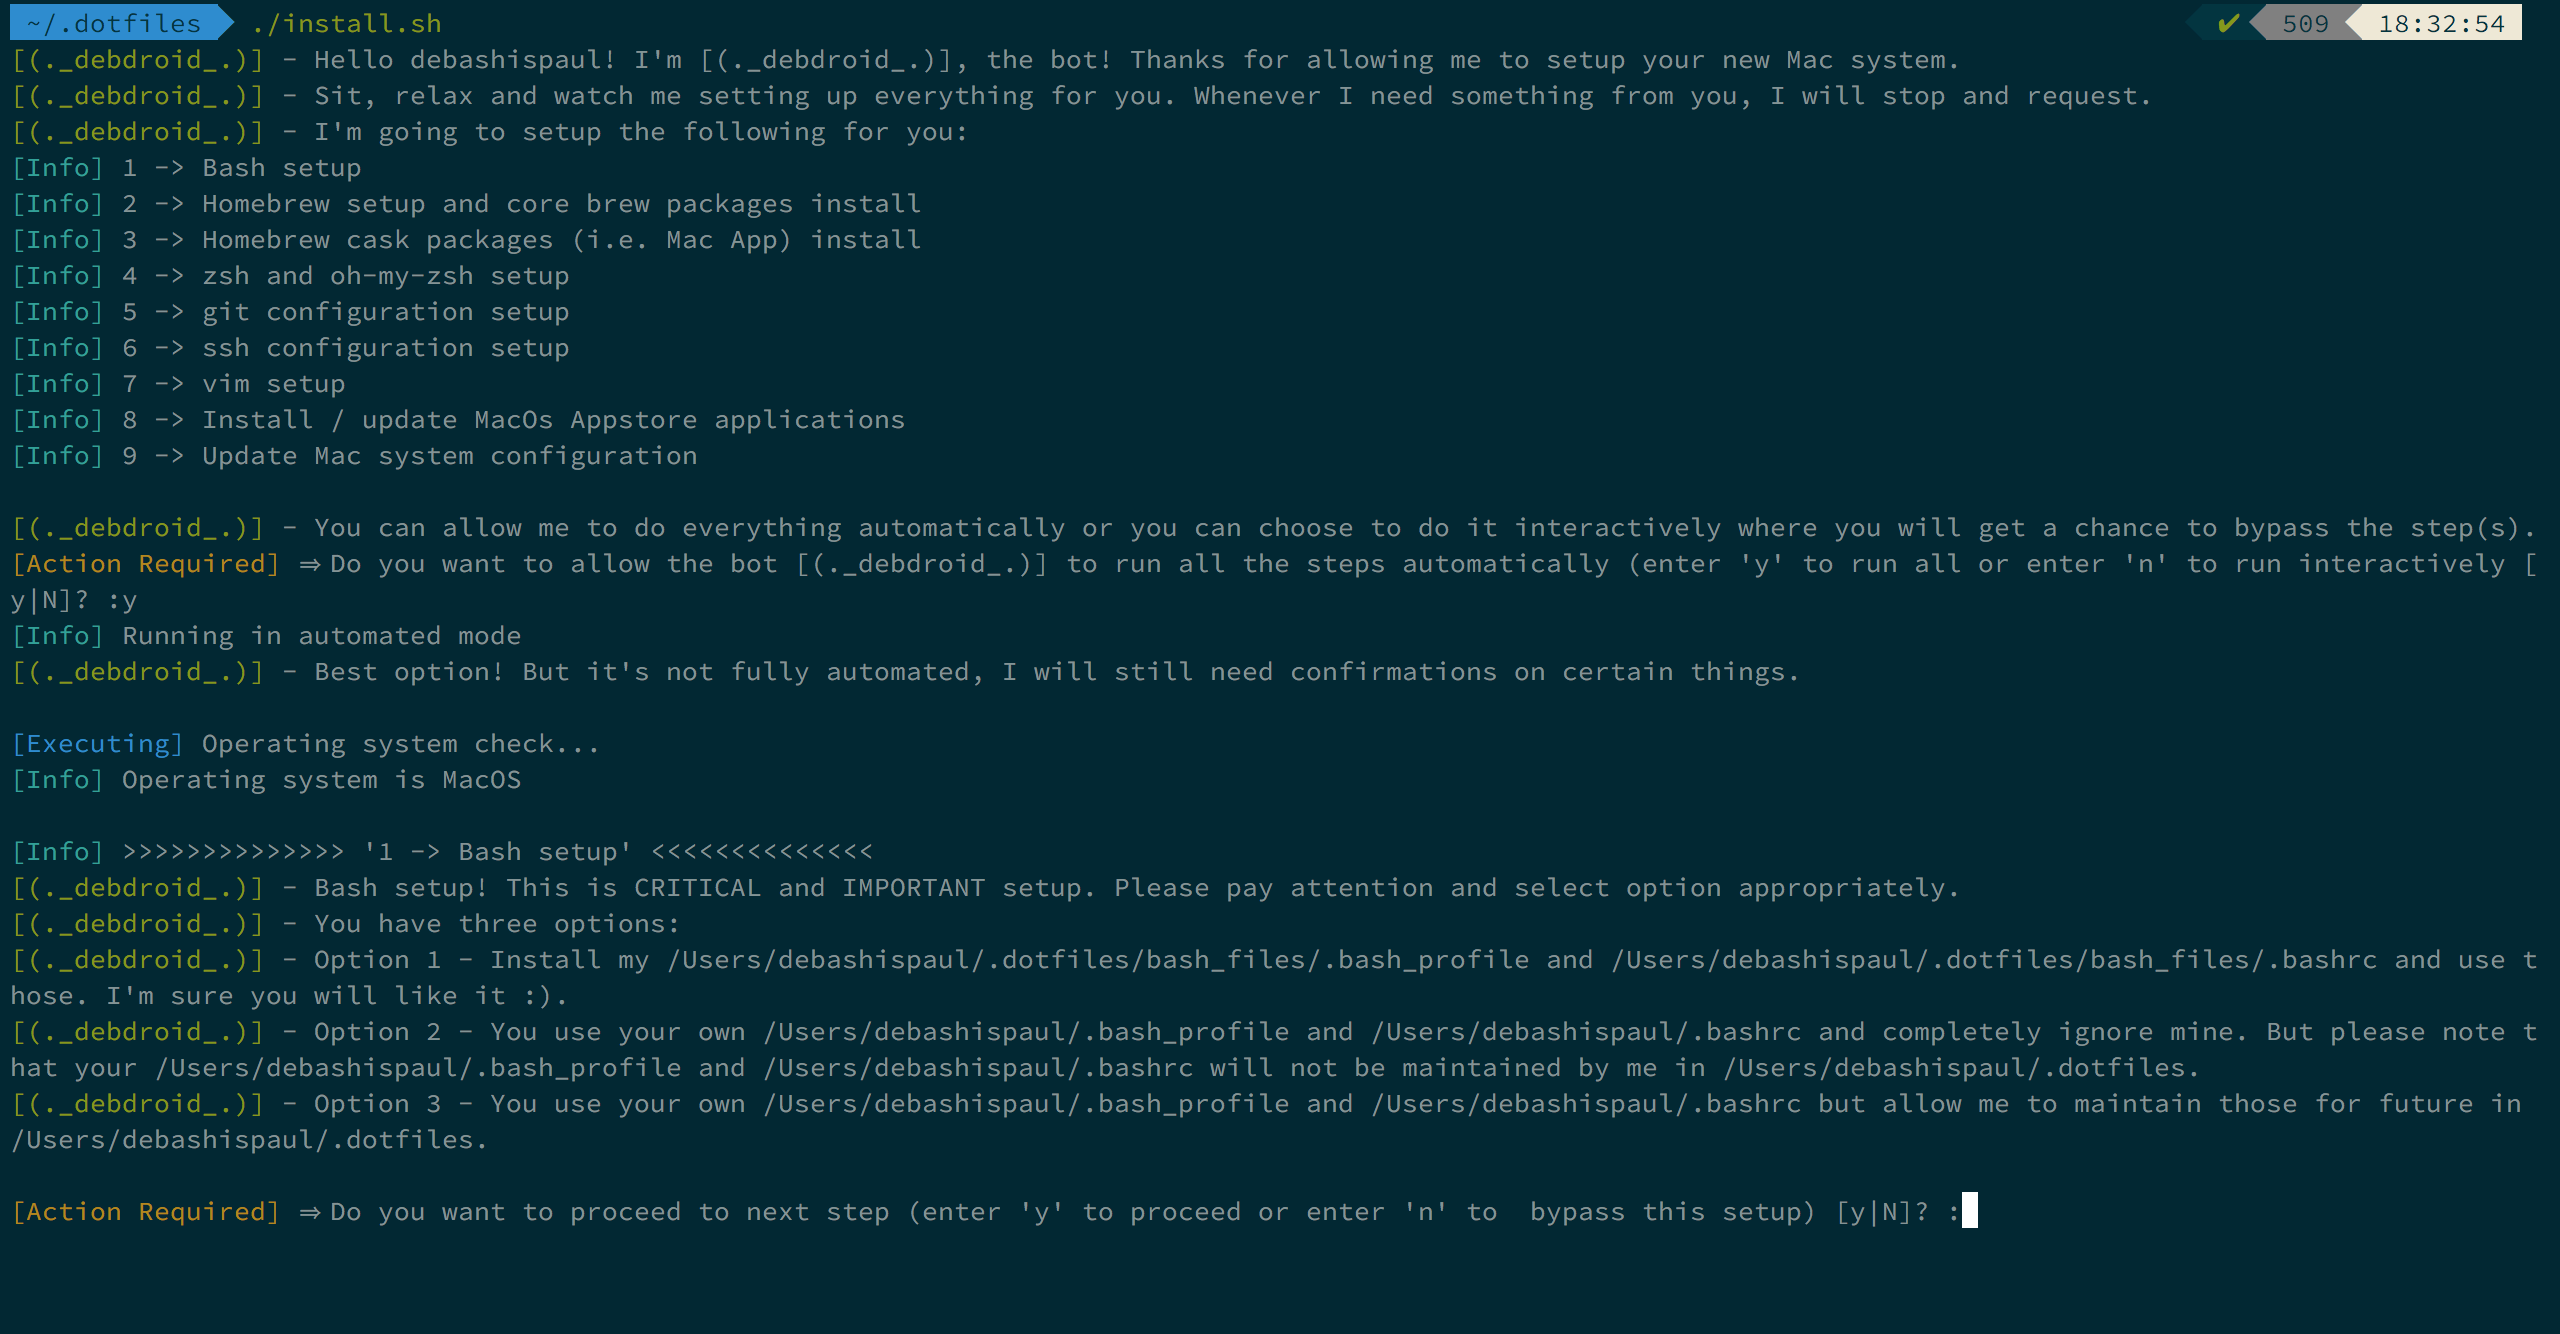 ~/.dotfiles ./install.sh ✔ 509 18:32:54
[(._debdroid_.)] - Hello debashispaul! I'm [(._debdroid_.)], the bot! Thanks for allowing me to setup your new Mac system.
[(._debdroid_.)] - Sit, relax and watch me setting up everything for you. Whenever I need something from you, I will stop and request.
[(._debdroid_.)] - I'm going to setup the following for you:
[Info] 1 -> Bash setup
[Info] 2 -> Homebrew setup and core brew packages install
[Info] 3 -> Homebrew cask packages (i.e. Mac App) install
[Info] 4 -> zsh and oh-my-zsh setup
[Info] 5 -> git configuration setup
[Info] 6 -> ssh configuration setup
[Info] 7 -> vim setup
[Info] 8 -> Install / update MacOs Appstore applications
[Info] 9 -> Update Mac system configuration
[(._debdroid_.)] - You can allow me to do everything automatically or you can choose to do it interactively where you will get a chance to bypass the step(s).
[Action Required] ⇒ Do you want to allow the bot [(._debdroid_.)] to run all the steps automatically (enter 'y' to run all or enter 'n' to run interactively [
y|N]? :y
[Info] Running in automated mode
[(._debdroid_.)] - Best option! But it's not fully automated, I will still need confirmations on certain things.
[Executing] Operating system check...
[Info] Operating system is MacOS
[Info] >>>>>>>>>>>>>> '1 -> Bash setup' <<<<<<<<<<<<<<
[(._debdroid_.)] - Bash setup! This is CRITICAL and IMPORTANT setup. Please pay attention and select option appropriately.
[(._debdroid_.)] - You have three options:
[(._debdroid_.)] - Option 1 - Install my /Users/debashispaul/.dotfiles/bash_files/.bash_profile and /Users/debashispaul/.dotfiles/bash_files/.bashrc and use t
hose. I'm sure you will like it :).
[(._debdroid_.)] - Option 2 - You use your own /Users/debashispaul/.bash_profile and /Users/debashispaul/.bashrc and completely ignore mine. But please note t
hat your /Users/debashispaul/.bash_profile and /Users/debashispaul/.bashrc will not be maintained by me in /Users/debashispaul/.dotfiles.
[(._debdroid_.)] - Option 3 - You use your own /Users/debashispaul/.bash_profile and /Users/debashispaul/.bashrc but allow me to maintain those for future in
/Users/debashispaul/.dotfiles.
[Action Required] ⇒ Do you want to proceed to next step (enter 'y' to proceed or enter 'n' to  bypass this setup) [y|N]? :